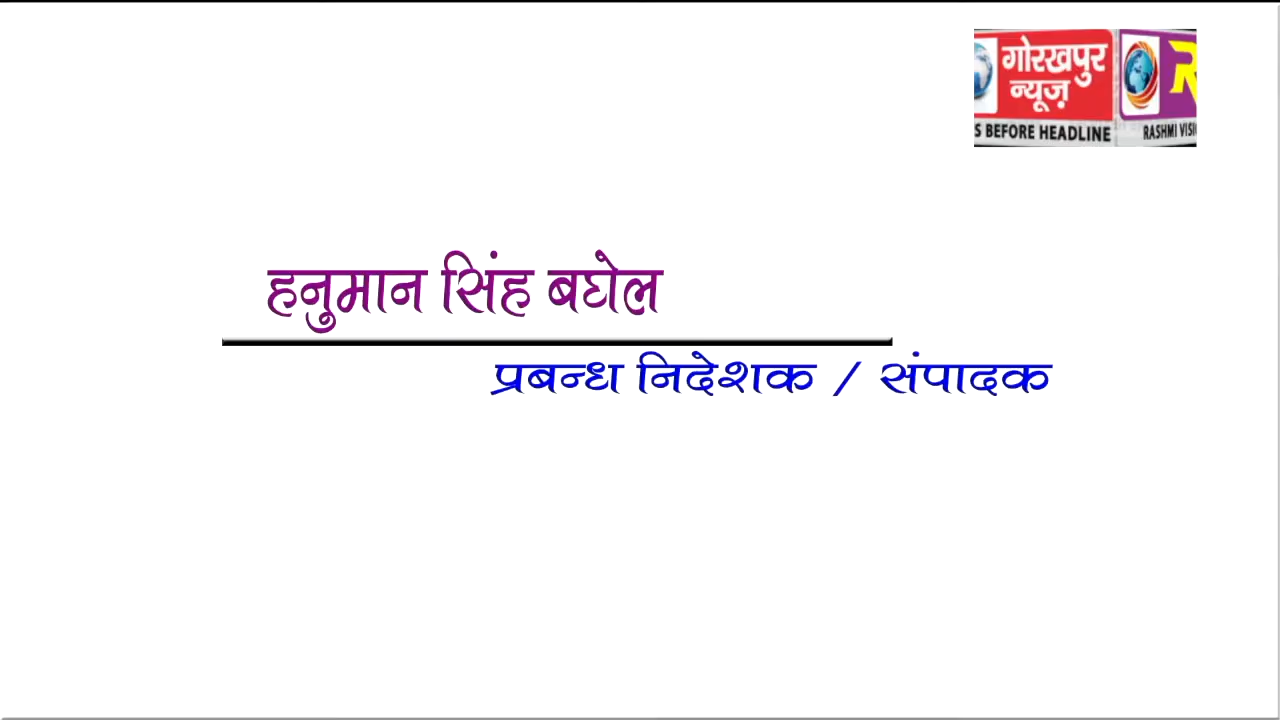 गोरखपुर
न्यूज़
S BEFORE HEADLINE
RASHMI VISI
हनुमान सिंह बघेल
प्रबन्ध निदेशक / संपादक